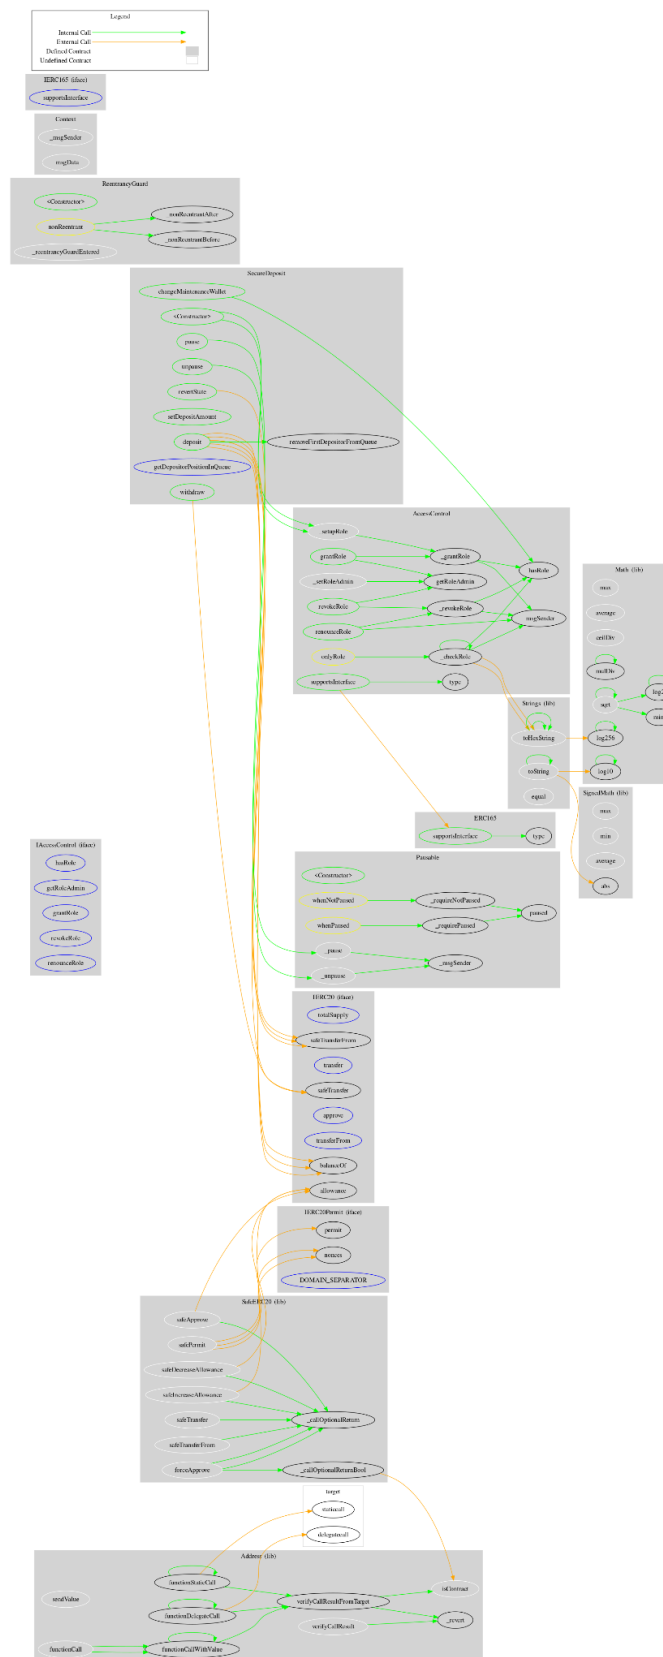 Legend
Internal Call
External Call
Defined Contract
Undefined Contract
IERC165 (iface)
supportsInterface
Context
_msgSender
_msgData
ReentrancyGuard
<Constructor>
nonReentrant
_nonReentrantAfter
_nonReentrantBefore
_reentrancyGuardEntered
SecureDeposit
changeMaintenanceWallet
<Constructor>
pause
unpause
revertState
setDepositAmount
deposit
removeFirstDepositorFromQueue
getDepositorPositionInQueue
withdraw
AccessControl
_setupRole
grantRole
_grantRole
hasRole
_setRoleAdmin
getRoleAdmin
revokeRole
_revokeRole
renounceRole
_msgSender
onlyRole
_checkRole
supportsInterface
type
Math (lib)
max
average
ceilDiv
mulDiv
sqrt
log2
log256
log10
Strings (lib)
toHexString
toString
equal
SignedMath (lib)
max
min
average
abs
ERC165
supportsInterface
type
IAccessControl (iface)
hasRole
getRoleAdmin
grantRole
revokeRole
renounceRole
Pausable
<Constructor>
whenNotPaused
_requireNotPaused
paused
whenPaused
_requirePaused
_pause
_msgSender
_unpause
IERC20 (iface)
totalSupply
safeTransferFrom
transfer
safeTransfer
approve
transferFrom
balanceOf
allowance
IERC20Permit (iface)
permit
nonces
DOMAIN_SEPARATOR
SafeERC20 (lib)
safeApprove
safePermit
safeDecreaseAllowance
safeIncreaseAllowance
safeTransfer
_callOptionalReturn
safeTransferFrom
forceApprove
_callOptionalReturnBool
target
staticcall
delegatecall
Address (lib)
functionStaticCall
isContract
sendValue
verifyCallResultFromTarget
functionDelegateCall
_revert
verifyCallResult
functionCall
functionCallWithValue